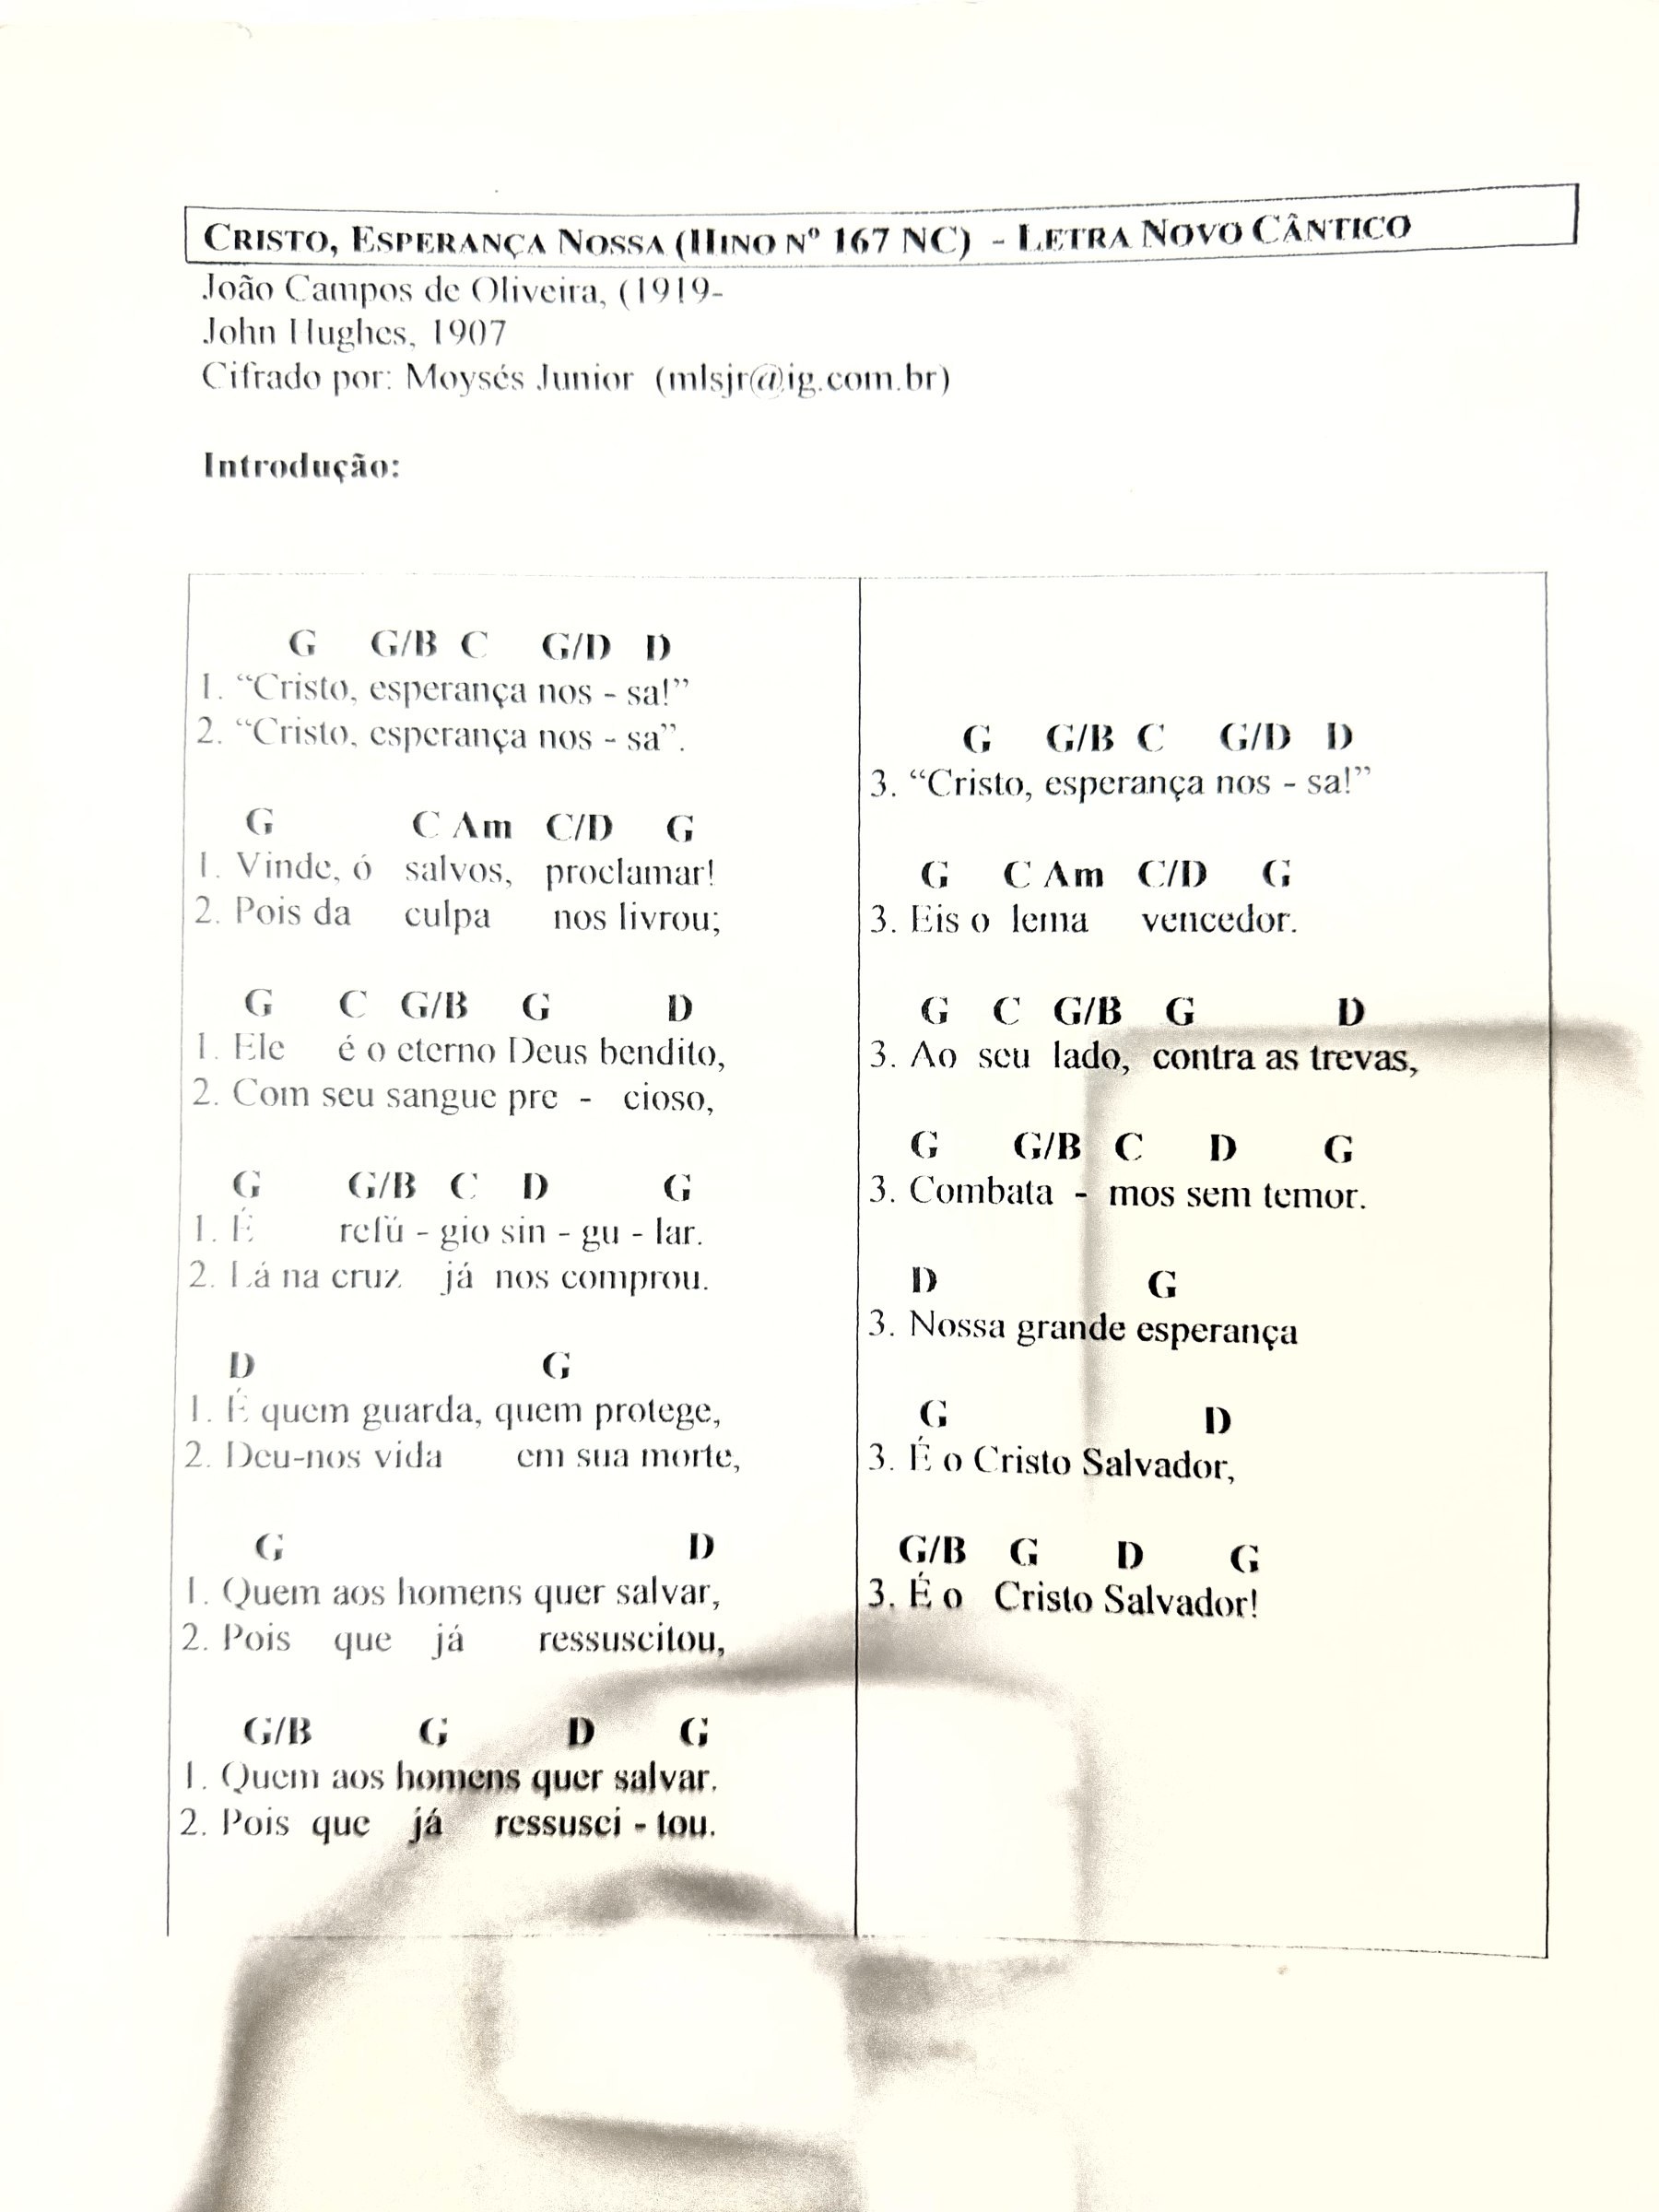 CRISTO, ESPERANÇA NOSSA (HINO Nº 167 NC) - LETRA NOVO CÂNTICO
João Campos de Oliveira, (1919-
John Hughes, 1907
Cifrado por: Moysés Junior (mlsjr@ig.com.br)
Introdução:
G G/B C G/D D
1. “Cristo, esperança nos - sa!”
2. “Cristo, esperança nos - sa”.
G C Am C/D G
1. Vinde, ó salvos, proclamar!
2. Pois da culpa nos livrou;
G C G/B G D
1. Ele é o eterno Deus bendito,
2. Com seu sangue pre - cioso,
G G/B C D G
1. É refú - gio sin - gu - lar.
2. Lá na cruz já nos comprou.
D G
1. É quem guarda, quem protege,
2. Deu-nos vida em sua morte,
G D
1. Quem aos homens quer salvar,
2. Pois que já ressuscitou,
G/B G D G
1. Quem aos homens quer salvar.
2. Pois que já ressusci - tou.
G G/B C G/D D
3. “Cristo, esperança nos - sa!”
G C Am C/D G
3. Eis o lema vencedor.
G C G/B G D
3. Ao seu lado, contra as trevas,
G G/B C D G
3. Combata - mos sem temor.
D G
3. Nossa grande esperança
G D
3. É o Cristo Salvador,
G/B G D G
3. É o Cristo Salvador!